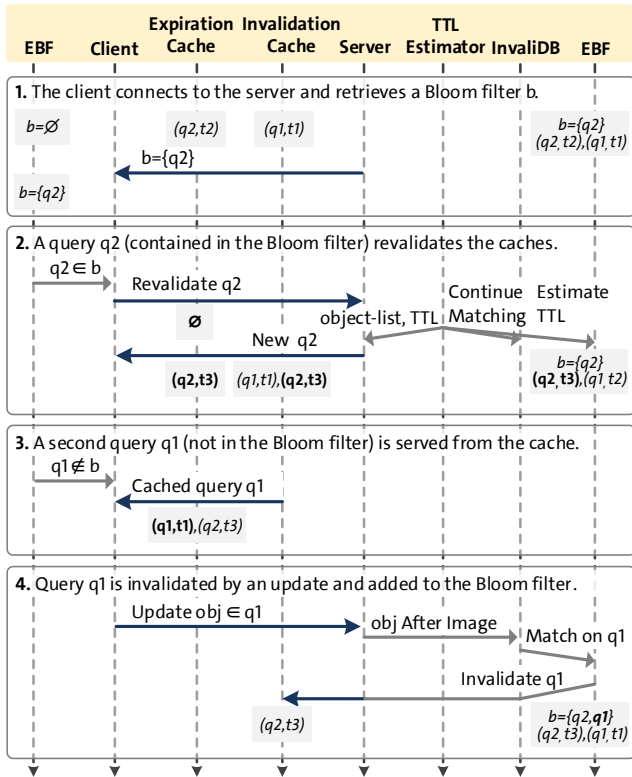 Expiration Invalidation TTL
EBF Client Cache Cache Server Estimator InvaliDB EBF
1. The client connects to the server and retrieves a Bloom filter b.
b=Ø (q2,t2) (q1,t1) b={q2}
(q2,t2),(q1,t1)
b={q2}
b={q2}
2. A query q2 (contained in the Bloom filter) revalidates the caches.
q2 ∈ b
Revalidate q2 Continue Estimate
ø object-list, TTL Matching TTL
New q2
(q2,t3) (q1,t1),(q2,t3) b={q2}
(q2,t3),(q1,t2)
3. A second query q1 (not in the Bloom filter) is served from the cache.
q1 ∉ b
Cached query q1
(q1,t1),(q2,t3)
4. Query q1 is invalidated by an update and added to the Bloom filter.
Update obj ∈ q1
obj After Image
Match on q1
Invalidate q1
(q2,t3) b={q2,q1}
(q2,t3),(q1,t1)